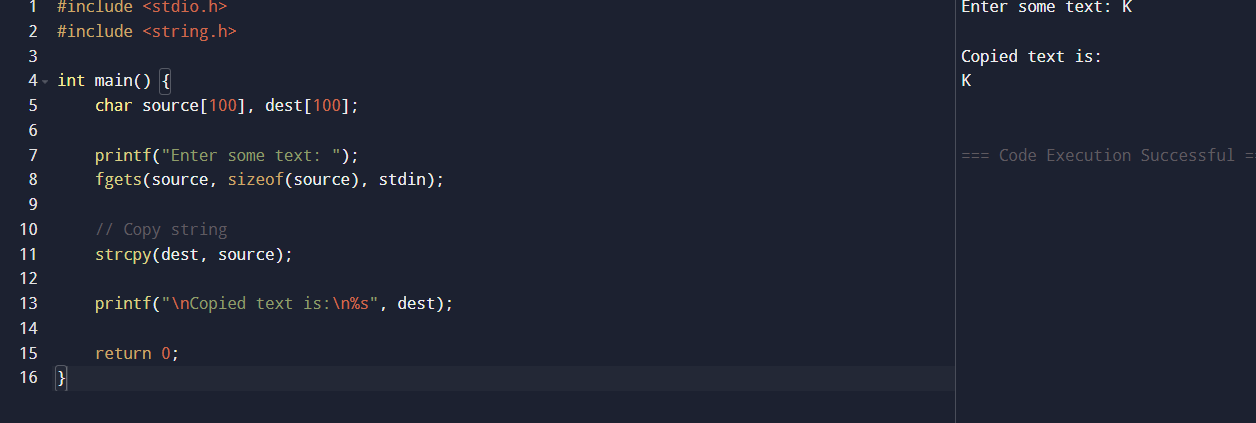 1 #include <stdio.h>
2 #include <string.h>
3
4 int main() {
5     char source[100], dest[100];
6
7     printf("Enter some text: ");
8     fgets(source, sizeof(source), stdin);
9
10     // Copy string
11     strcpy(dest, source);
12
13     printf("\nCopied text is:\n%s", dest);
14
15     return 0;
16 }
Enter some text: K
Copied text is:
K
=== Code Execution Successful ==